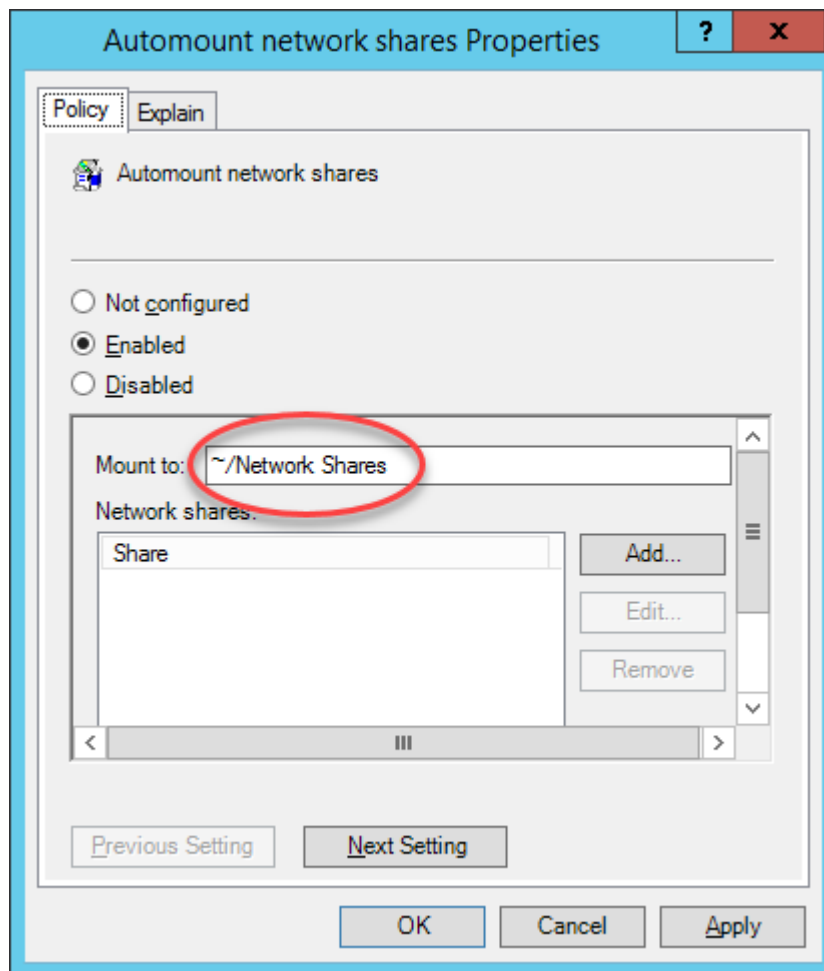 Automount network shares Properties
? x
Policy Explain
Automount network shares
Not configured
Enabled
Disabled
Mount to: ~/Network Shares
Network shares:
Share
Add...
Edit...
Remove
Previous Setting Next Setting
OK Cancel Apply